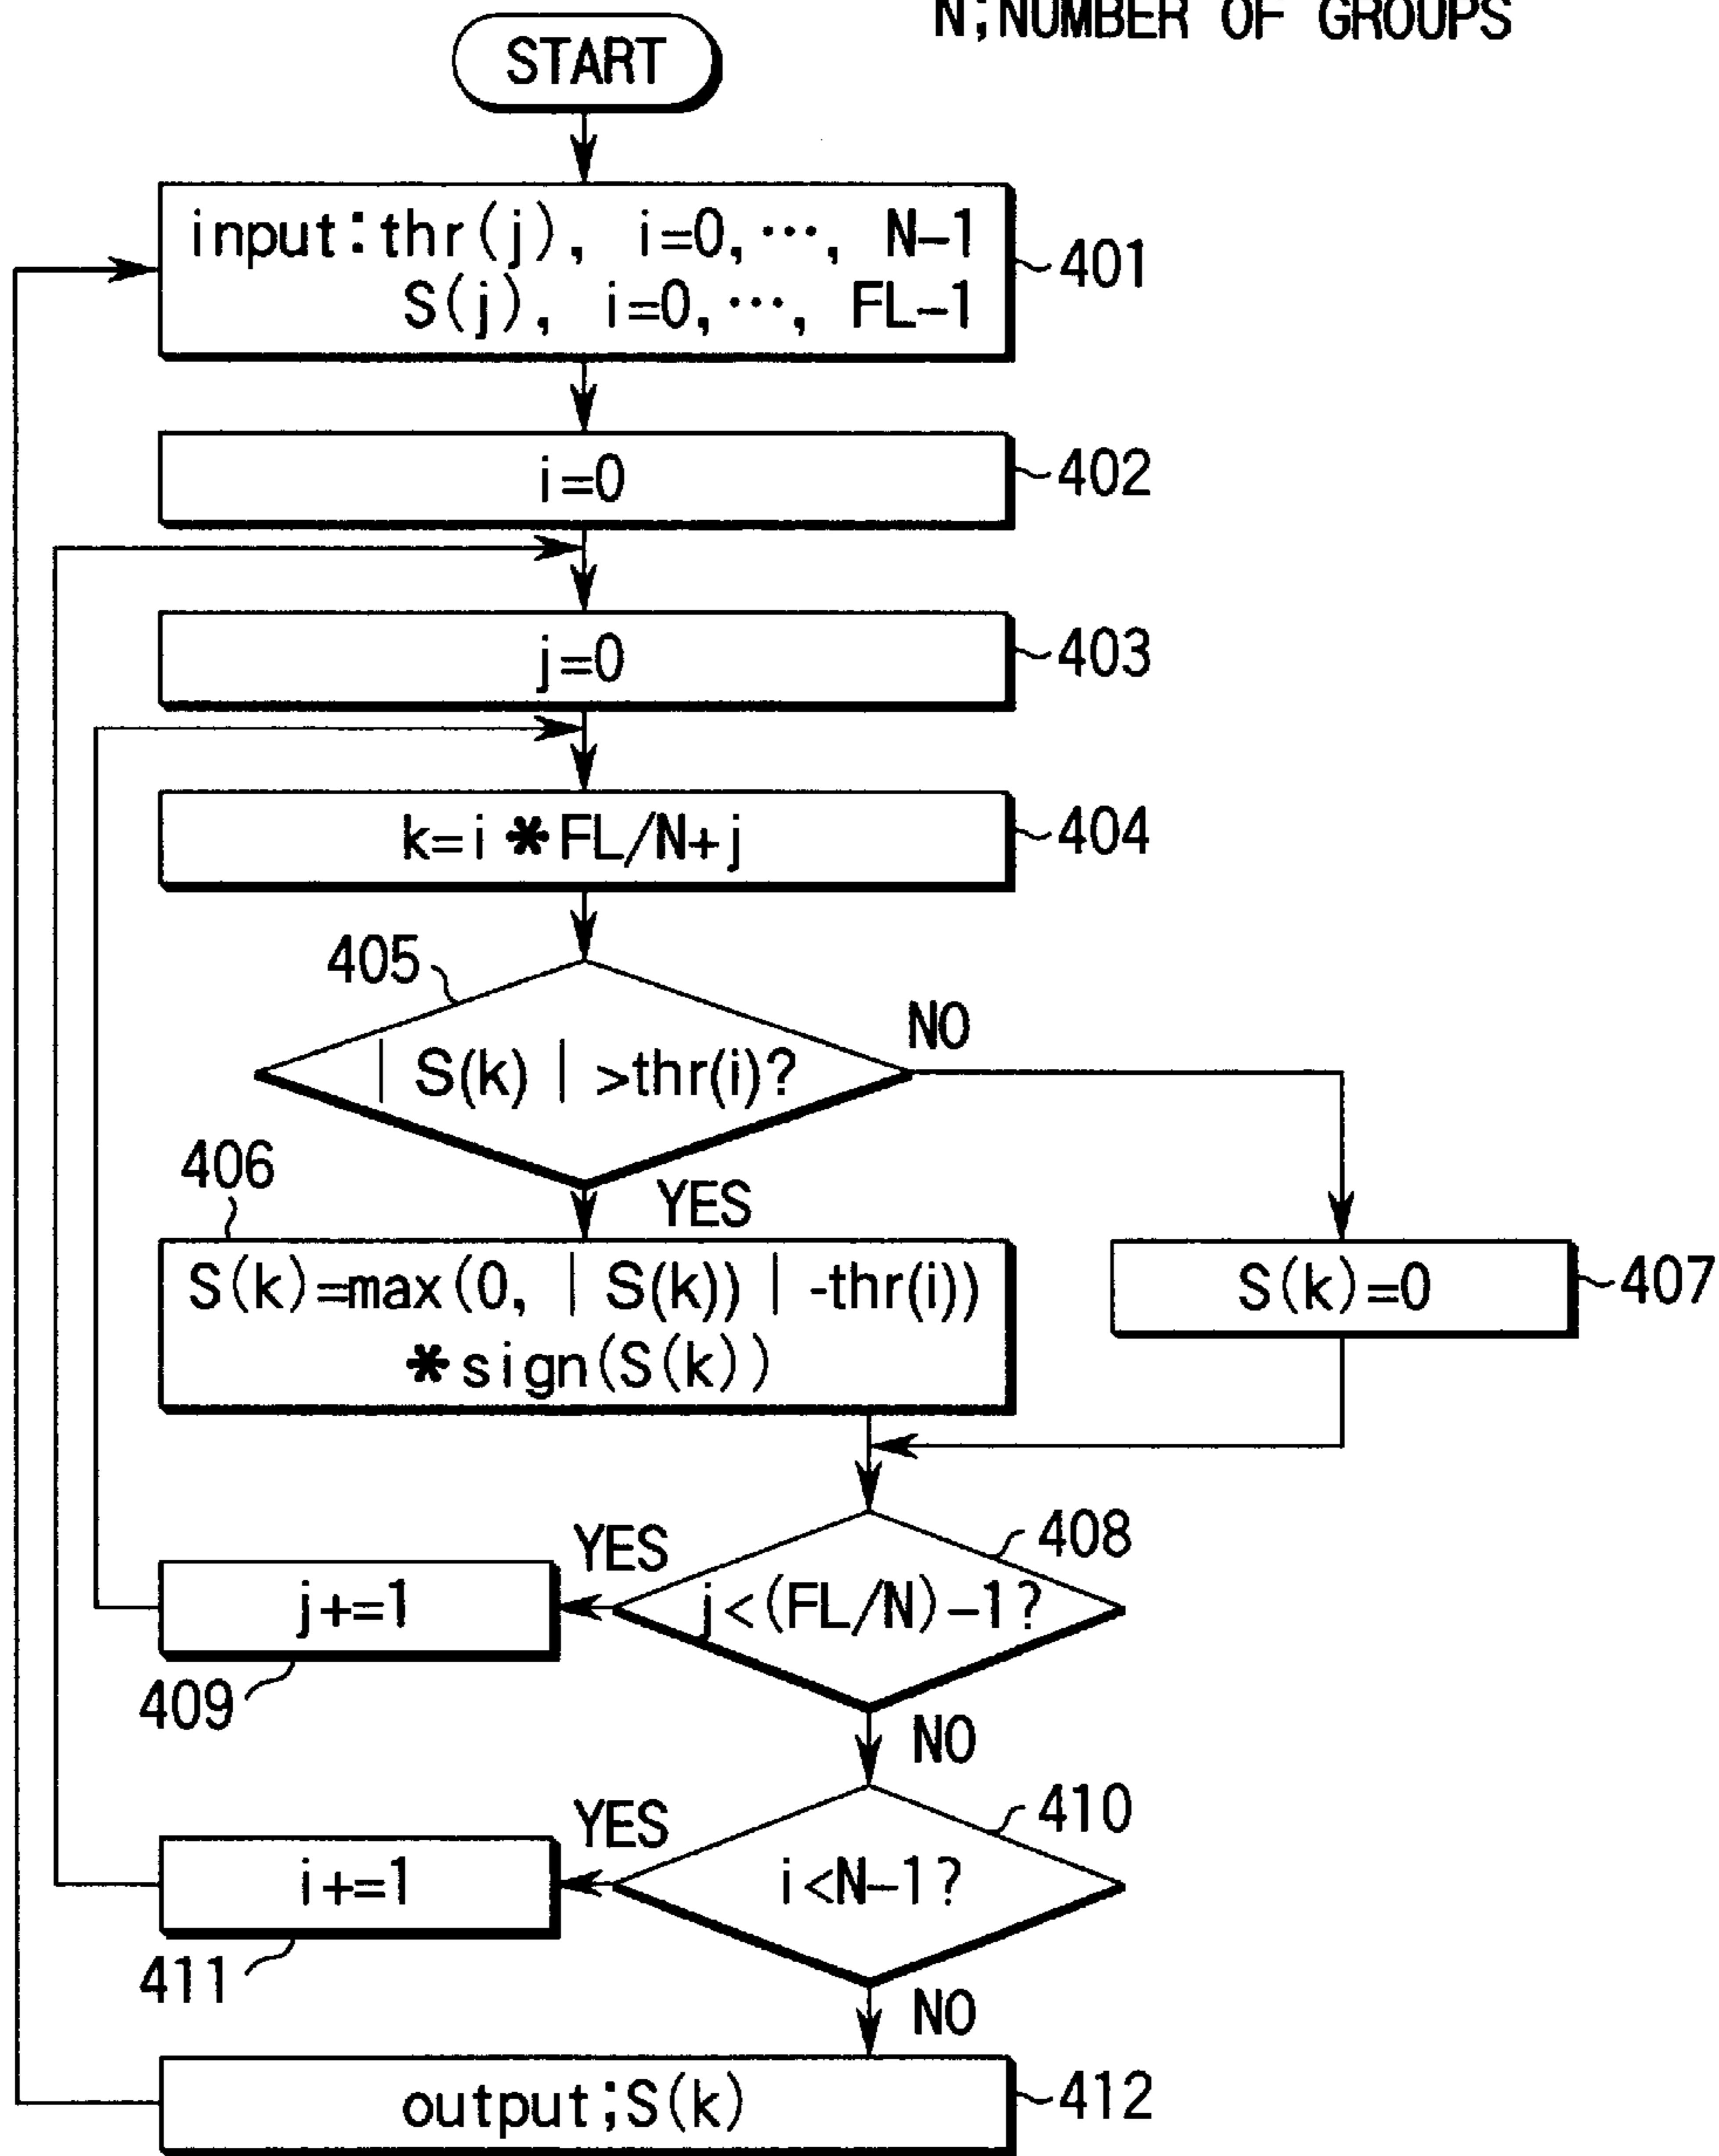 N;NUMBER OF GROUPS
START
input:thr(j), i=0,⋯, N-1
S(j), i=0,⋯, FL-1
401
i=0
402
j=0
403
k=i*FL/N+j
404
405
| S(k) | >thr(i)?
NO
YES
406
S(k)=max(0, | S(k)) | -thr(i))
*sign(S(k))
S(k)=0
407
408
j<(FL/N)-1?
YES
j+=1
409
NO
410
i<N-1?
YES
i+=1
411
NO
output;S(k)
412